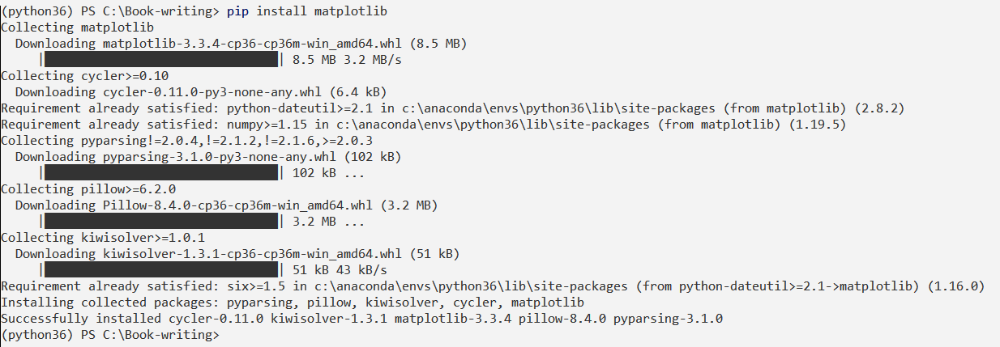 (python36) PS C:\Book-writing> pip install matplotlib
Collecting matplotlib
  Downloading matplotlib-3.3.4-cp36-cp36m-win_amd64.whl (8.5 MB)
     |████████████████████████████████| 8.5 MB 3.2 MB/s
Collecting cycler>=0.10
  Downloading cycler-0.11.0-py3-none-any.whl (6.4 kB)
Requirement already satisfied: python-dateutil>=2.1 in c:\anaconda\envs\python36\lib\site-packages (from matplotlib) (2.8.2)
Requirement already satisfied: numpy>=1.15 in c:\anaconda\envs\python36\lib\site-packages (from matplotlib) (1.19.5)
Collecting pyparsing!=2.0.4,!=2.1.2,!=2.1.6,>=2.0.3
  Downloading pyparsing-3.1.0-py3-none-any.whl (102 kB)
     |████████████████████████████████| 102 kB ...
Collecting pillow>=6.2.0
  Downloading Pillow-8.4.0-cp36-cp36m-win_amd64.whl (3.2 MB)
     |████████████████████████████████| 3.2 MB ...
Collecting kiwisolver>=1.0.1
  Downloading kiwisolver-1.3.1-cp36-cp36m-win_amd64.whl (51 kB)
     |████████████████████████████████| 51 kB 43 kB/s
Requirement already satisfied: six>=1.5 in c:\anaconda\envs\python36\lib\site-packages (from python-dateutil>=2.1->matplotlib) (1.16.0)
Installing collected packages: pyparsing, pillow, kiwisolver, cycler, matplotlib
Successfully installed cycler-0.11.0 kiwisolver-1.3.1 matplotlib-3.3.4 pillow-8.4.0 pyparsing-3.1.0
(python36) PS C:\Book-writing>